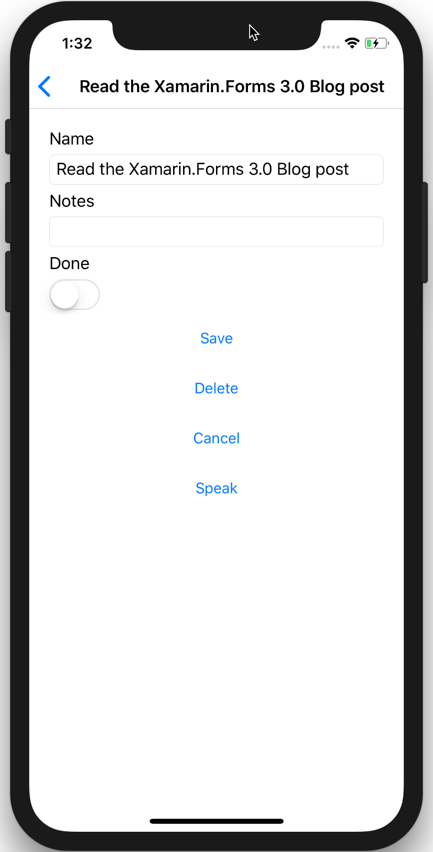 1:32
Read the Xamarin.Forms 3.0 Blog post
Name
Read the Xamarin.Forms 3.0 Blog post
Notes
Done
Save
Delete
Cancel
Speak